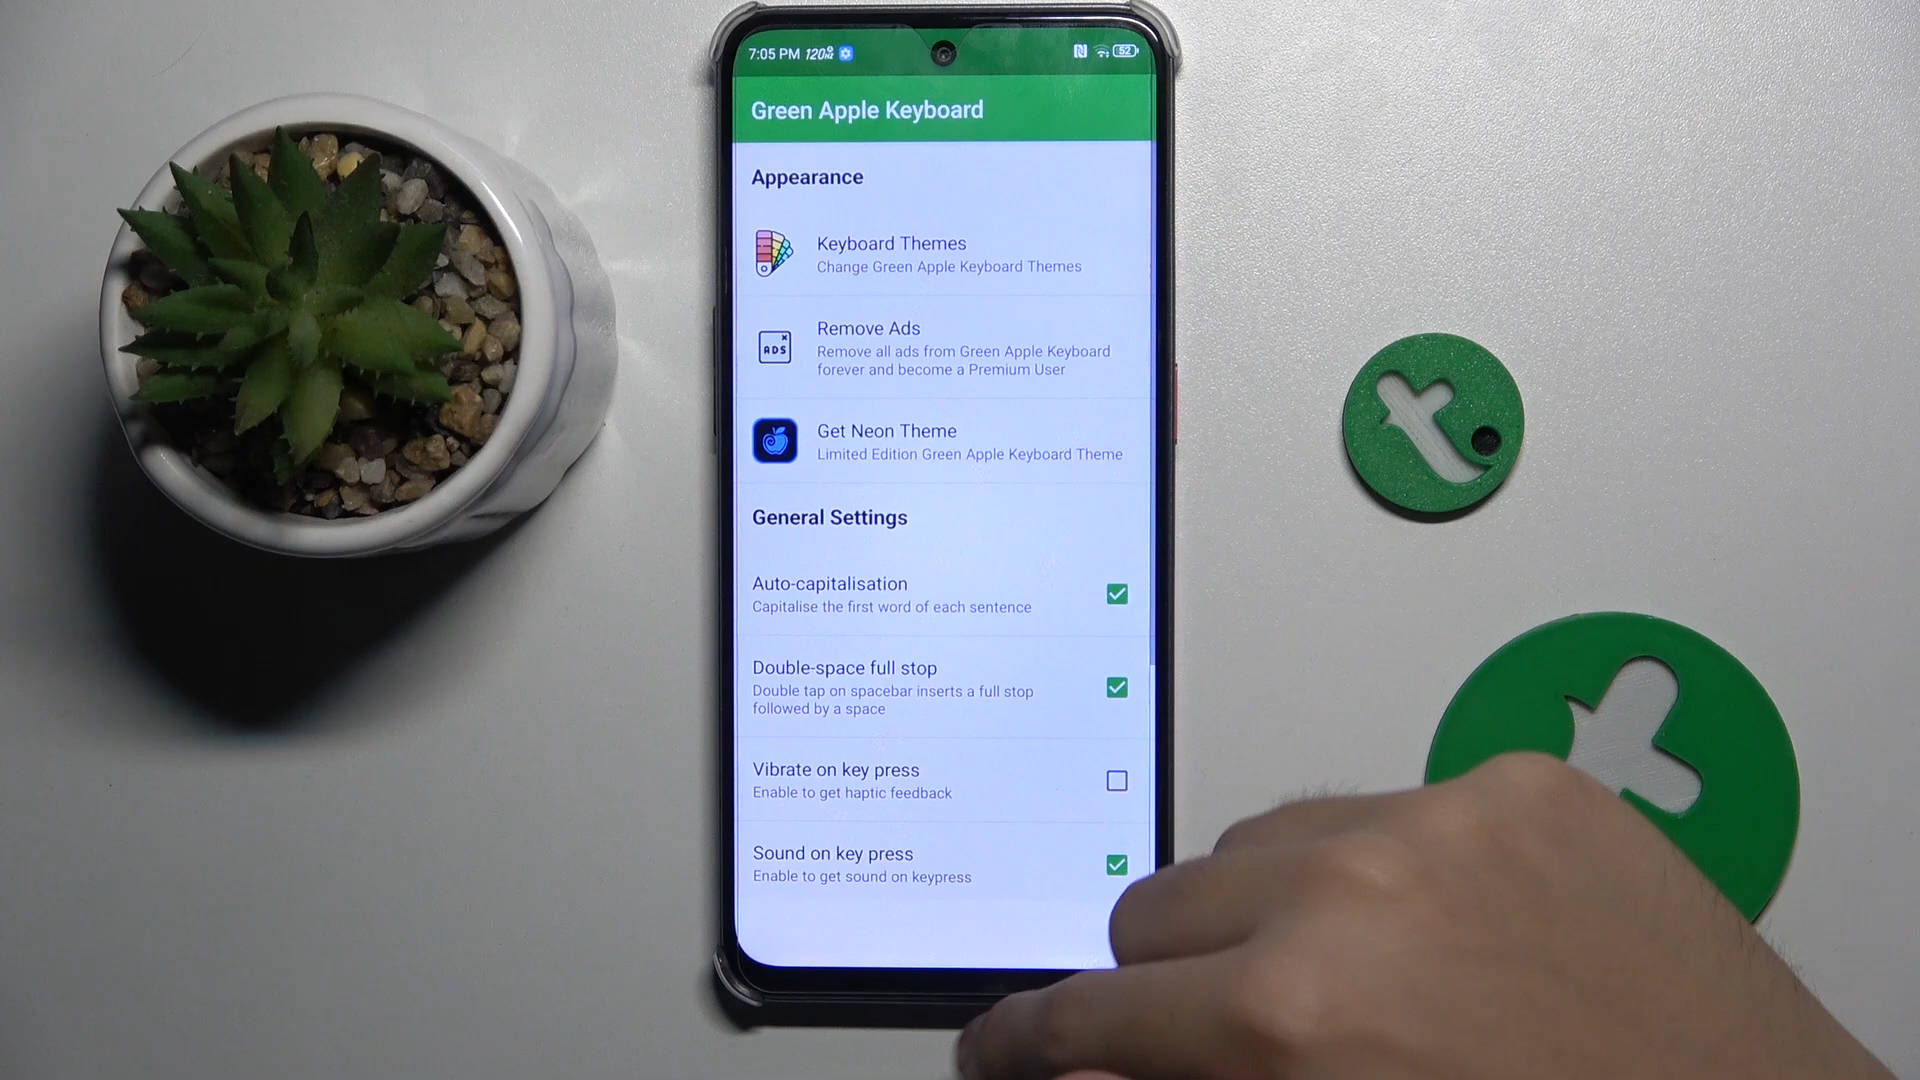 7:05 PM 120Hz 52
Green Apple Keyboard
Appearance
Keyboard Themes
Change Green Apple Keyboard Themes
ADS
Remove Ads
Remove all ads from Green Apple Keyboard
forever and become a Premium User
Get Neon Theme
Limited Edition Green Apple Keyboard Theme
General Settings
Auto-capitalisation
Capitalise the first word of each sentence
Double-space full stop
Double tap on spacebar inserts a full stop
followed by a space
Vibrate on key press
Enable to get haptic feedback
Sound on key press
Enable to get sound on keypress